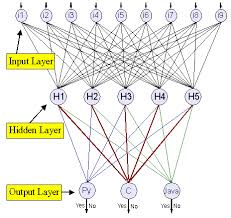 i1 i2 i3 i4 i5 i6 i7 i8 i9
Input Layer
H1 H2 H3 H4 H5
Hidden Layer
Output Layer
Py C Java
Yes No Yes No Yes No